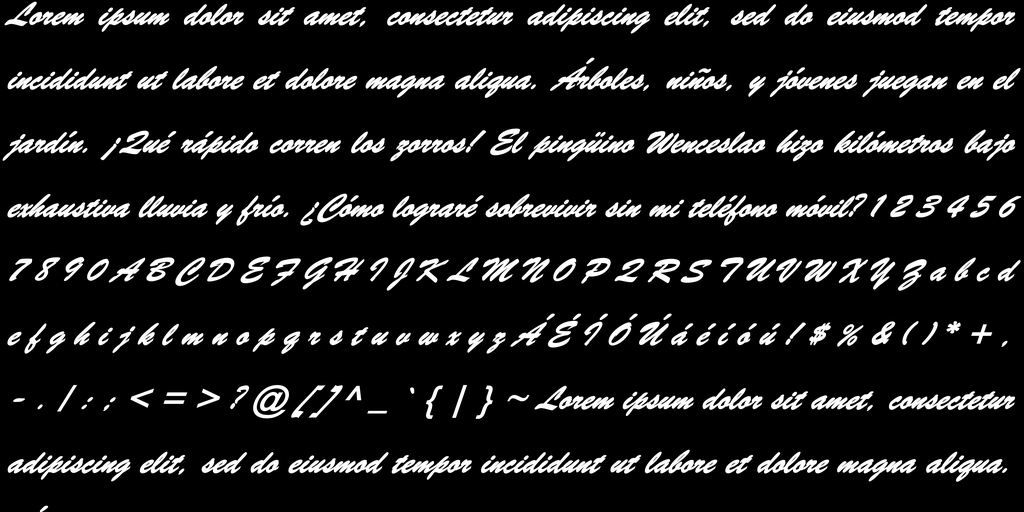 Lorem ipsum dolor sit amet, consectetur adipiscing elit, sed do eiusmod tempor
incididunt ut labore et dolore magna aliqua. Árboles, niños, y jóvenes juegan en el
jardín. ¡Qué rápido corren los zorros! El pingüino Wenceslao hizo kilómetros bajo
exhaustiva lluvia y frío. ¿Cómo lograré sobrevivir sin mi teléfono móvil? 1 2 3 4 5 6
7 8 9 0 A B C D E F G H I J K L M N O P Q R S T U V W X Y Z a b c d
e f g h i j k l m n o p q r s t u v w x y z Á É Í Ó Ú á é í ó ú ! $ % & ( ) * + ,
- . / : ; < = > ? @ [ ] ^ _ ` { | } ~ Lorem ipsum dolor sit amet, consectetur
adipiscing elit, sed do eiusmod tempor incididunt ut labore et dolore magna aliqua.